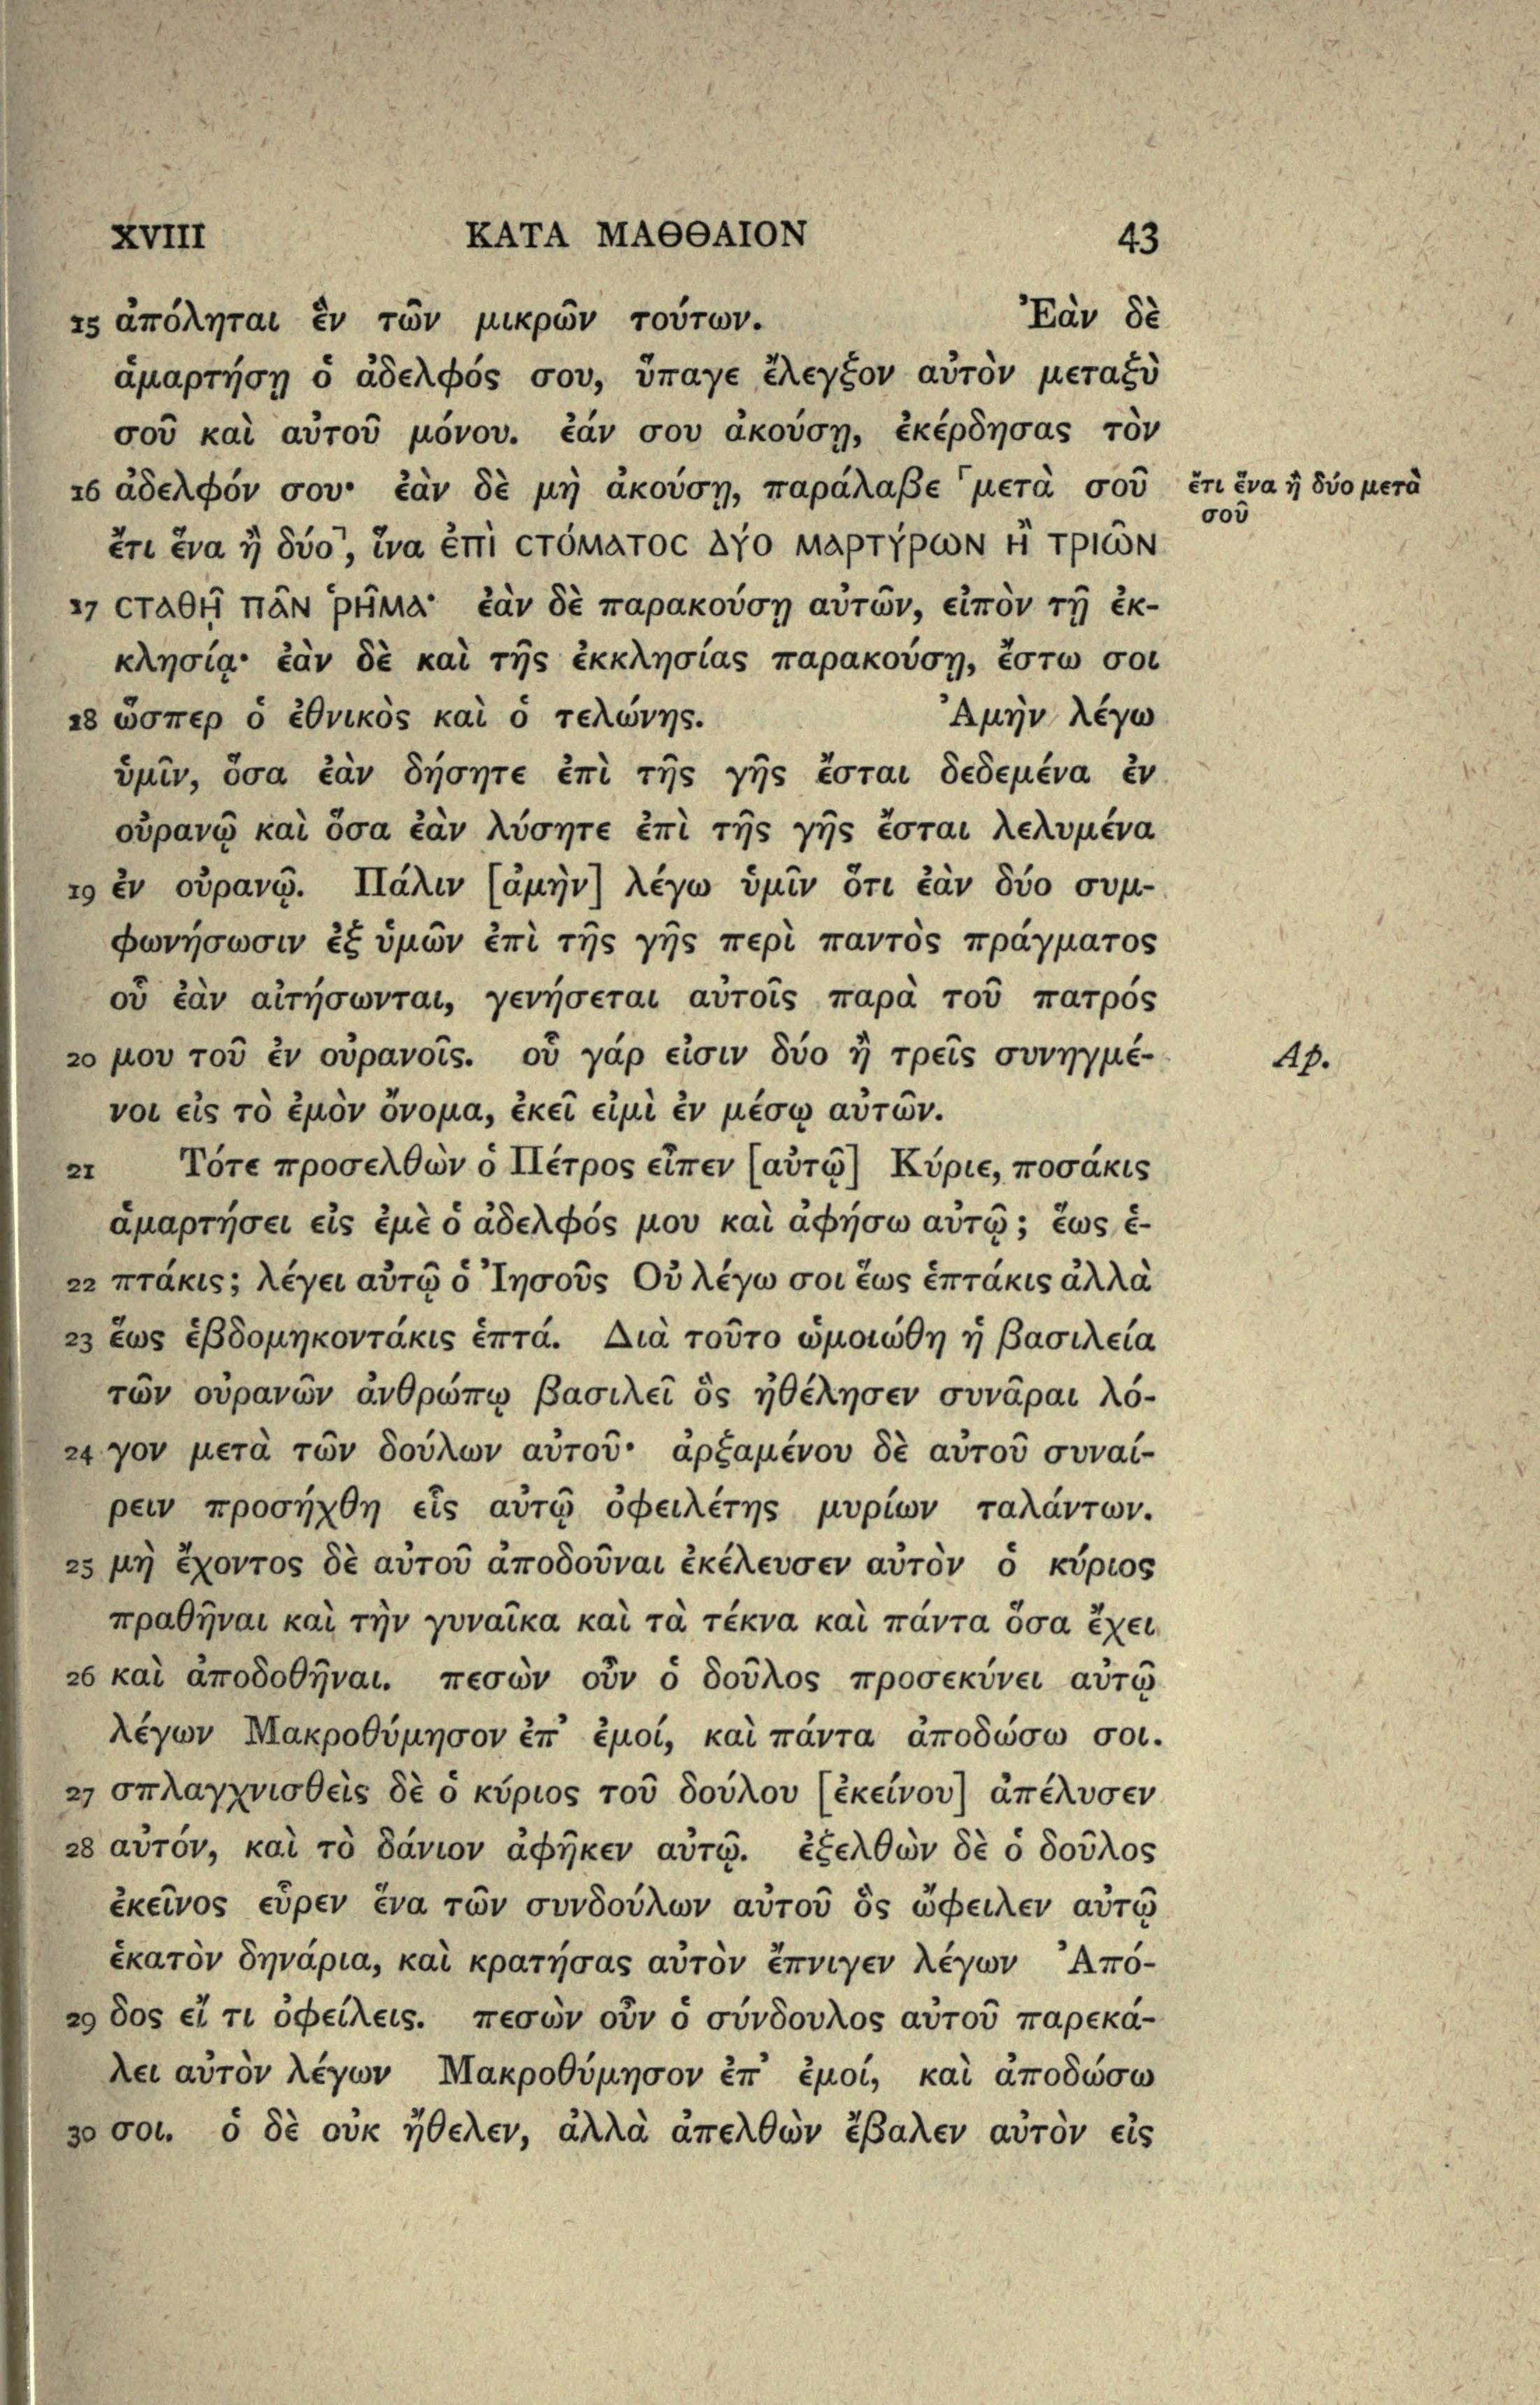 XVIII ΚΑΤΑ ΜΑΘΘΑΙΟΝ 43
15 ἀπόληται ἓν τῶν μικρῶν τούτων. Ἐὰν δὲ
ἁμαρτήσῃ ὁ ἀδελφός σου, ὕπαγε ἔλεγξον αὐτὸν μεταξὺ
σοῦ καὶ αὐτοῦ μόνου. ἐάν σου ἀκούσῃ, ἐκέρδησας τὸν
16 ἀδελφόν σου· ἐὰν δὲ μὴ ἀκούσῃ, παράλαβε ⸢μετὰ σοῦ
ἔτι ἕνα ἢ δύο μετὰ
σοῦ
ἔτι ἕνα ἢ δύο⸣, ἵνα ἐπὶ στόματος δύο μαρτύρων ἢ τριῶν
17 σταθῇ πᾶν ῥῆμα· ἐὰν δὲ παρακούσῃ αὐτῶν, εἰπὸν τῇ ἐκ-
κλησίᾳ· ἐὰν δὲ καὶ τῆς ἐκκλησίας παρακούσῃ, ἔστω σοι
18 ὥσπερ ὁ ἐθνικὸς καὶ ὁ τελώνης. Ἀμὴν λέγω
ὑμῖν, ὅσα ἐὰν δήσητε ἐπὶ τῆς γῆς ἔσται δεδεμένα ἐν
οὐρανῷ καὶ ὅσα ἐὰν λύσητε ἐπὶ τῆς γῆς ἔσται λελυμένα
19 ἐν οὐρανῷ. Πάλιν [ἀμὴν] λέγω ὑμῖν ὅτι ἐὰν δύο συμ-
φωνήσωσιν ἐξ ὑμῶν ἐπὶ τῆς γῆς περὶ παντὸς πράγματος
οὗ ἐὰν αἰτήσωνται, γενήσεται αὐτοῖς παρὰ τοῦ πατρός
20 μου τοῦ ἐν οὐρανοῖς. οὗ γάρ εἰσιν δύο ἢ τρεῖς συνηγμέ-
Ap.
νοι εἰς τὸ ἐμὸν ὄνομα, ἐκεῖ εἰμὶ ἐν μέσῳ αὐτῶν.
21 Τότε προσελθὼν ὁ Πέτρος εἶπεν [αὐτῷ] Κύριε, ποσάκις
ἁμαρτήσει εἰς ἐμὲ ὁ ἀδελφός μου καὶ ἀφήσω αὐτῷ; ἕως ἑ-
22 πτάκις; λέγει αὐτῷ ὁ Ἰησοῦς Οὐ λέγω σοι ἕως ἑπτάκις ἀλλὰ
23 ἕως ἑβδομηκοντάκις ἑπτά. Διὰ τοῦτο ὡμοιώθη ἡ βασιλεία
τῶν οὐρανῶν ἀνθρώπῳ βασιλεῖ ὃς ἠθέλησεν συνᾶραι λό-
24 γον μετὰ τῶν δούλων αὐτοῦ· ἀρξαμένου δὲ αὐτοῦ συναί-
ρειν προσήχθη εἷς αὐτῷ ὀφειλέτης μυρίων ταλάντων.
25 μὴ ἔχοντος δὲ αὐτοῦ ἀποδοῦναι ἐκέλευσεν αὐτὸν ὁ κύριος
πραθῆναι καὶ τὴν γυναῖκα καὶ τὰ τέκνα καὶ πάντα ὅσα ἔχει
26 καὶ ἀποδοθῆναι. πεσὼν οὖν ὁ δοῦλος προσεκύνει αὐτῷ
λέγων Μακροθύμησον ἐπ’ ἐμοί, καὶ πάντα ἀποδώσω σοι.
27 σπλαγχνισθεὶς δὲ ὁ κύριος τοῦ δούλου [ἐκείνου] ἀπέλυσεν
28 αὐτόν, καὶ τὸ δάνιον ἀφῆκεν αὐτῷ. ἐξελθὼν δὲ ὁ δοῦλος
ἐκεῖνος εὗρεν ἕνα τῶν συνδούλων αὐτοῦ ὃς ὤφειλεν αὐτῷ
ἑκατὸν δηνάρια, καὶ κρατήσας αὐτὸν ἔπνιγεν λέγων Ἀπό-
29 δος εἴ τι ὀφείλεις. πεσὼν οὖν ὁ σύνδουλος αὐτοῦ παρεκά-
λει αὐτὸν λέγων Μακροθύμησον ἐπ’ ἐμοί, καὶ ἀποδώσω
30 σοι. ὁ δὲ οὐκ ἤθελεν, ἀλλὰ ἀπελθὼν ἔβαλεν αὐτὸν εἰς